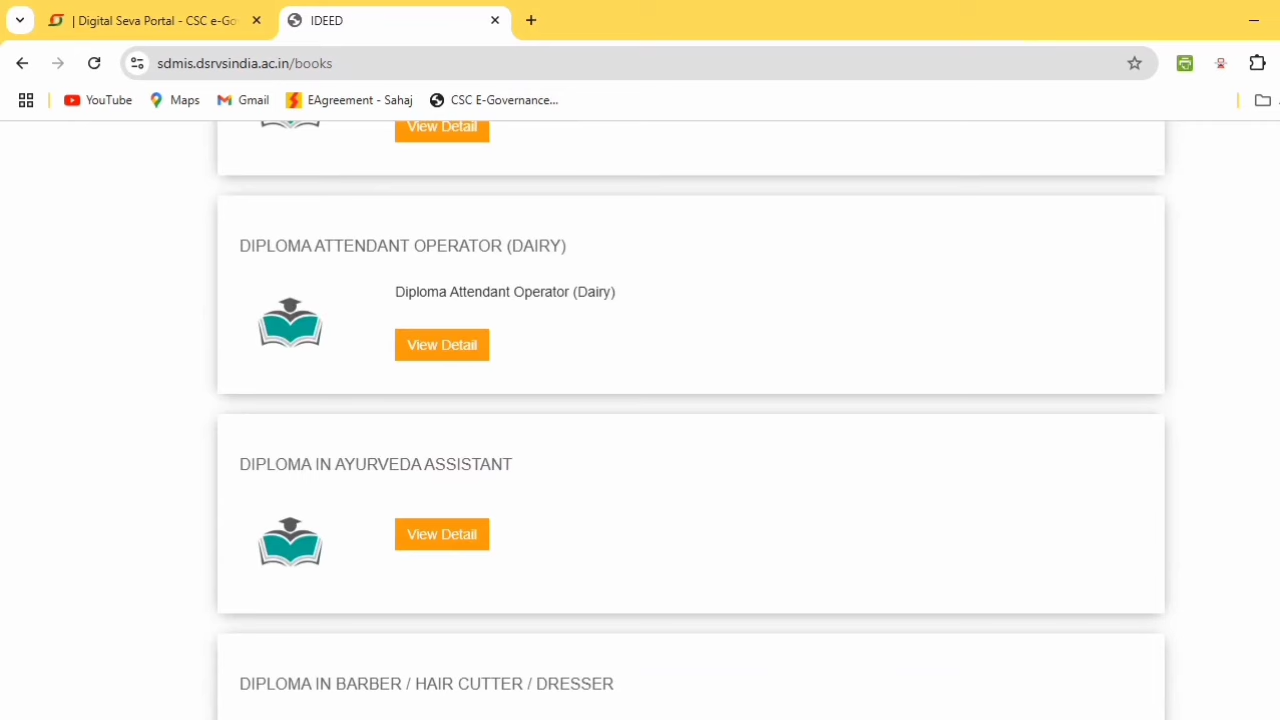 | Digital Seva Portal - CSC e-Go
IDEED
sdmis.dsrvsindia.ac.in/books
YouTube
Maps
Gmail
EAgreement - Sahaj
CSC E-Governance...
View Detail
DIPLOMA ATTENDANT OPERATOR (DAIRY)
Diploma Attendant Operator (Dairy)
View Detail
DIPLOMA IN AYURVEDA ASSISTANT
View Detail
DIPLOMA IN BARBER / HAIR CUTTER / DRESSER